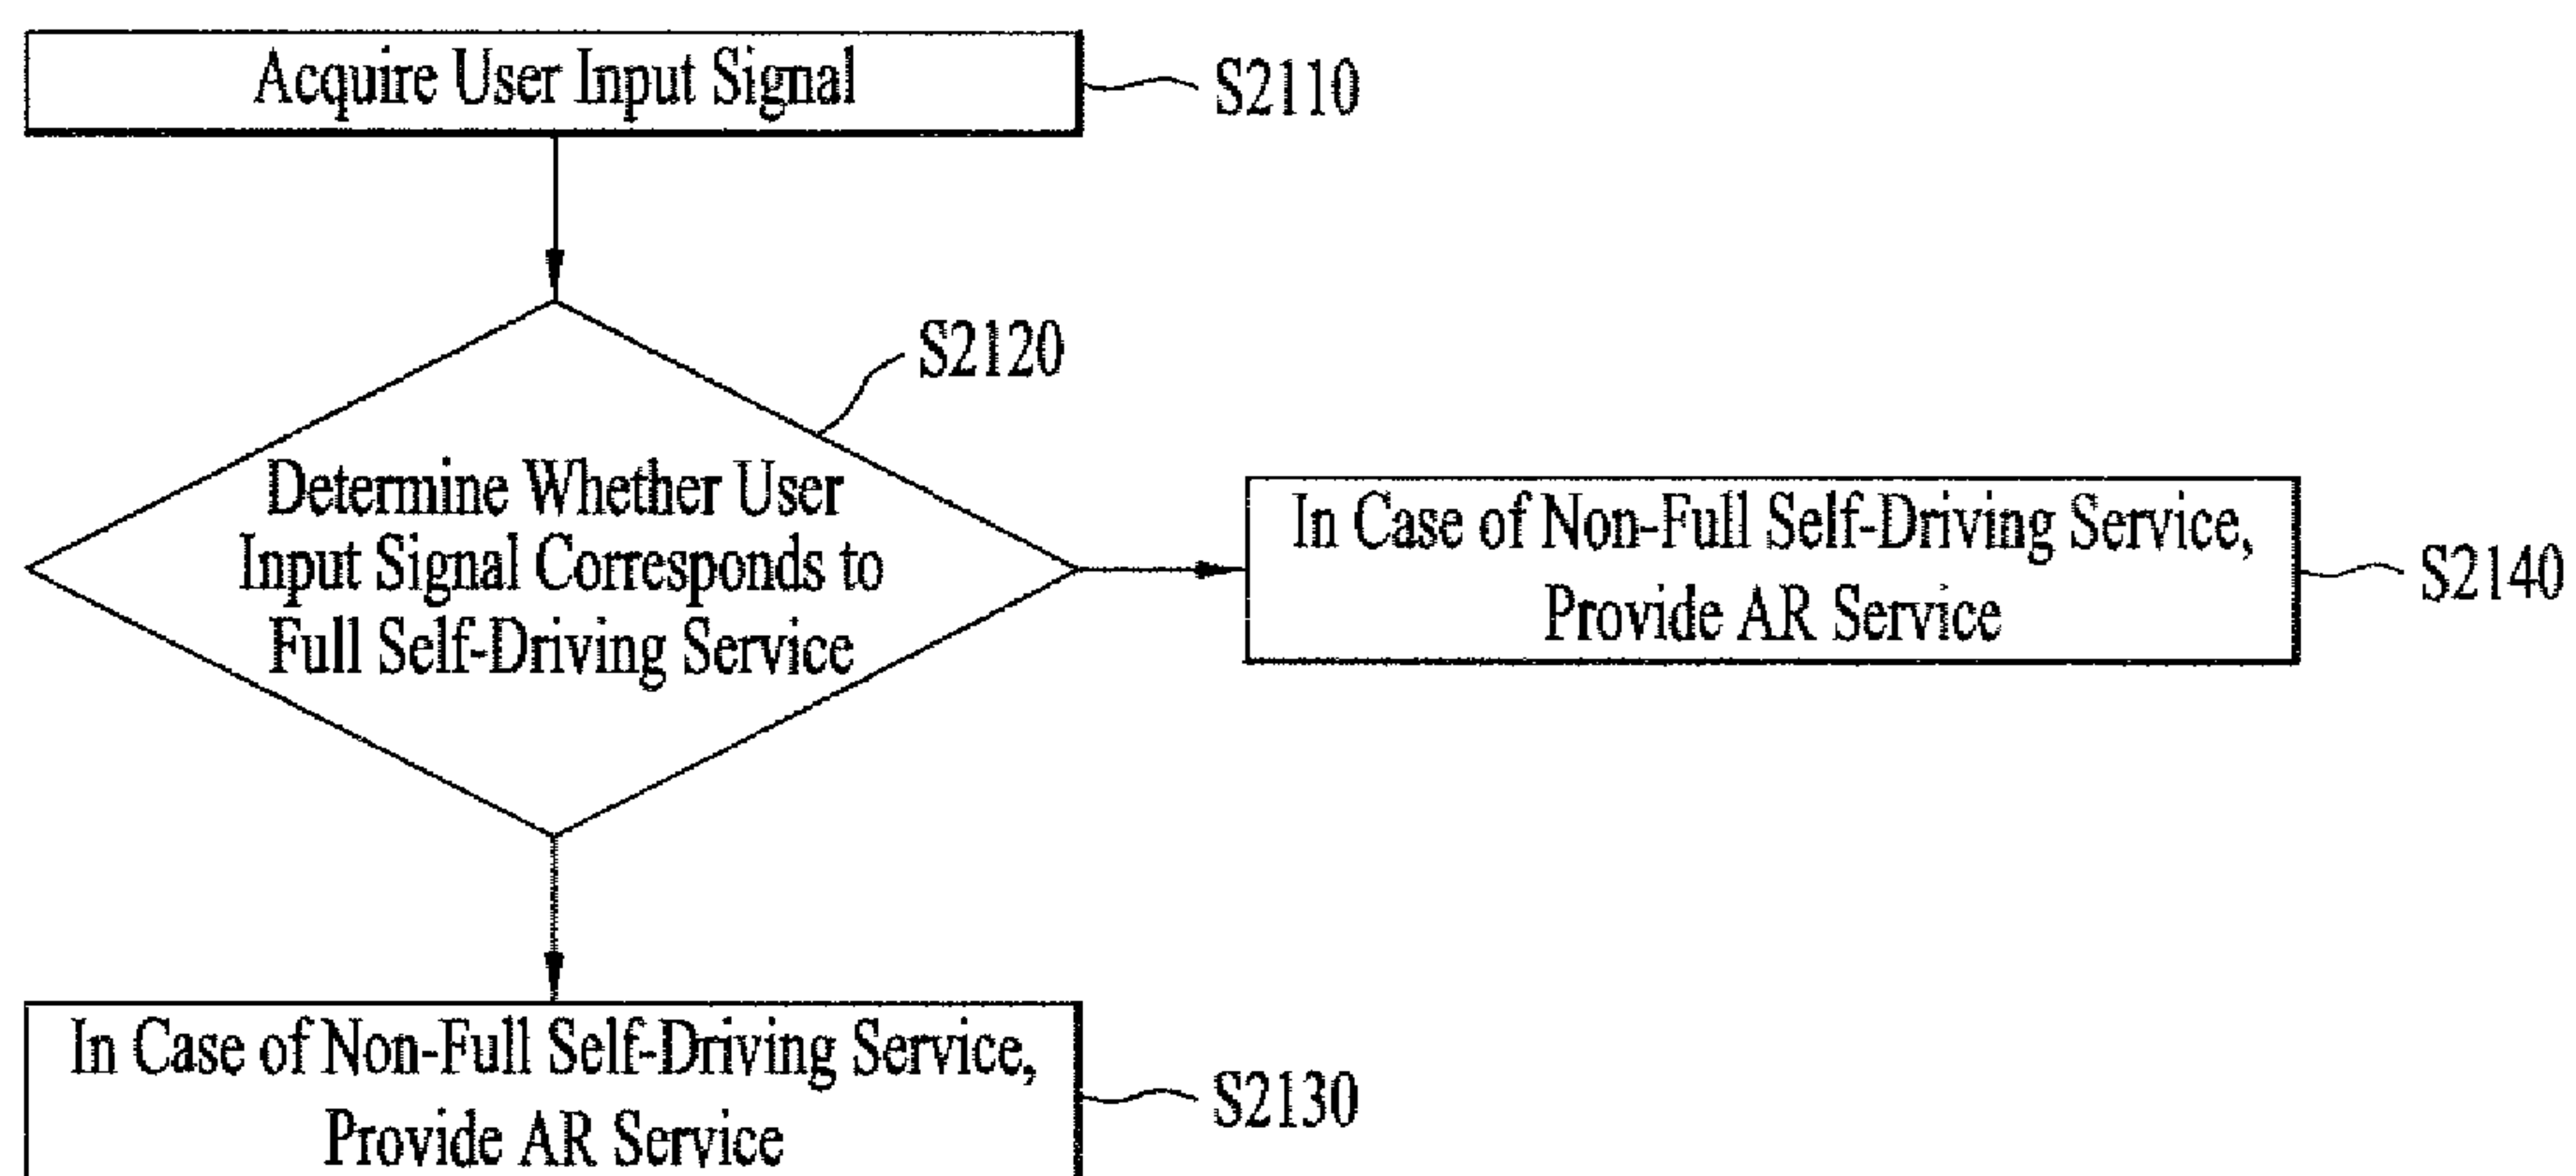 Acquire User Input Signal
S2110
S2120
Determine Whether User
Input Signal Corresponds to
Full Self-Driving Service
In Case of Non-Full Self-Driving Service,
Provide AR Service
S2140
In Case of Non-Full Self-Driving Service,
Provide AR Service
S2130